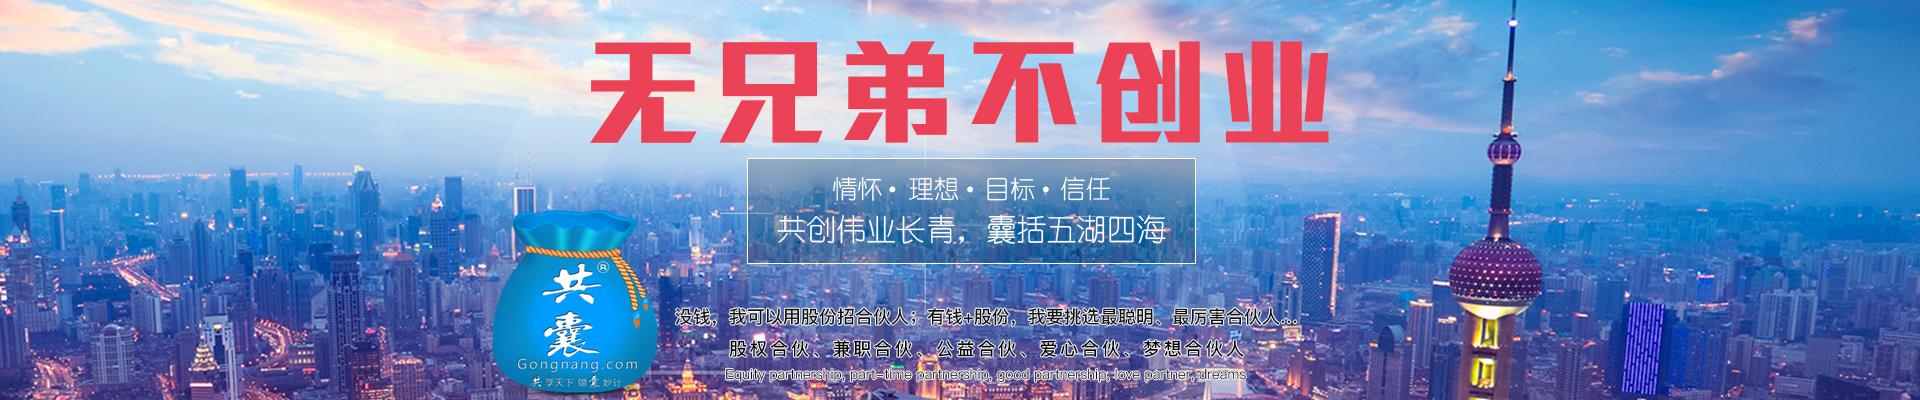 无兄弟不创业
情怀·理想·目标·信任
共创伟业长青，囊括五湖四海
共囊®
Gongnang.com
共享天下 锦囊妙计
没钱，我可以用股份招合伙人；有钱+股份，我要挑选最聪明、最厉害合伙人...
股权合伙、兼职合伙、公益合伙、爱心合伙、梦想合伙人
Equity partnership, part-time partnership, good partnership, love partner, dreams